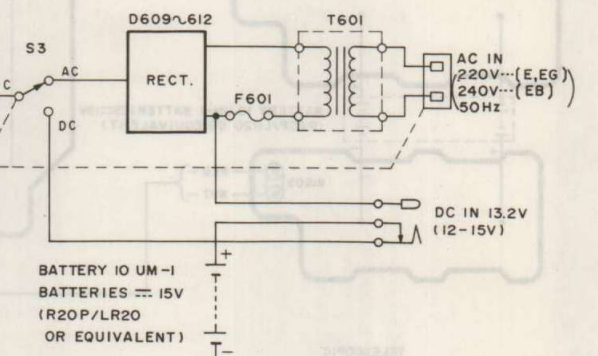 D609～612
T601
S3
C
AC
RECT.
AC IN
220V---(E,EG)
240V---(EB)
50Hz
F601
DC
DC IN 13.2V
(12-15V)
+
BATTERY 10 UM-1
BATTERIES ⎓ 15V
(R20P/LR20
OR EQUIVALENT)
-